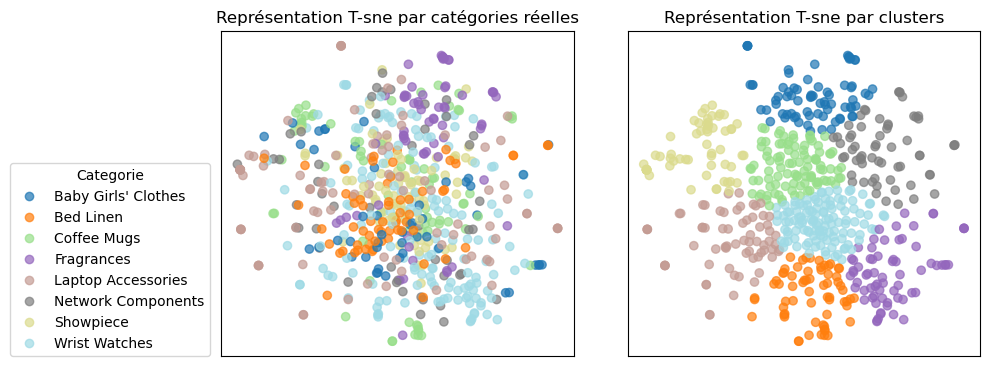 Représentation T-sne par catégories réelles
Représentation T-sne par clusters
Categorie
Baby Girls' Clothes
Bed Linen
Coffee Mugs
Fragrances
Laptop Accessories
Network Components
Showpiece
Wrist Watches